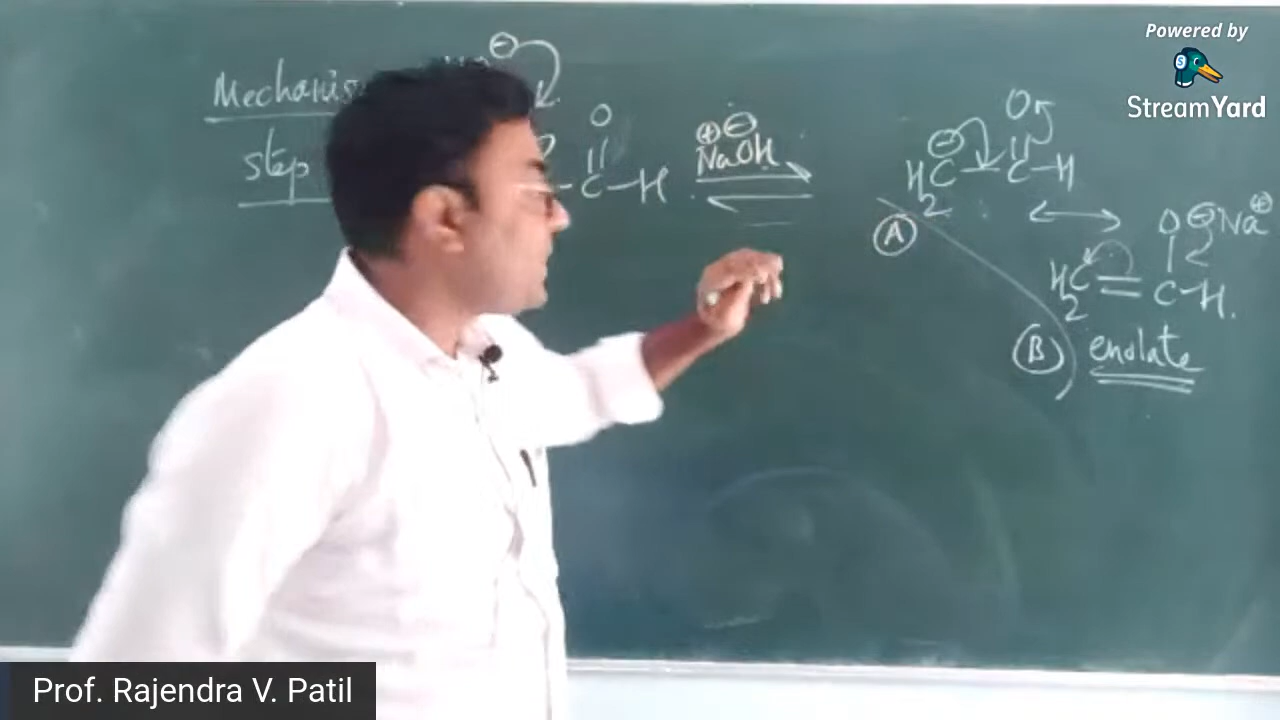 Powered by
StreamYard
Mechanis
step
⊖
O
||
C—H
⊕ ⊖
NaOH
⇌
O
||
⊖
H2C—C—H
Ⓐ
↔
O ⊖ Na⊕
|
H2C=C—H.
Ⓑ enolate
Prof. Rajendra V. Patil